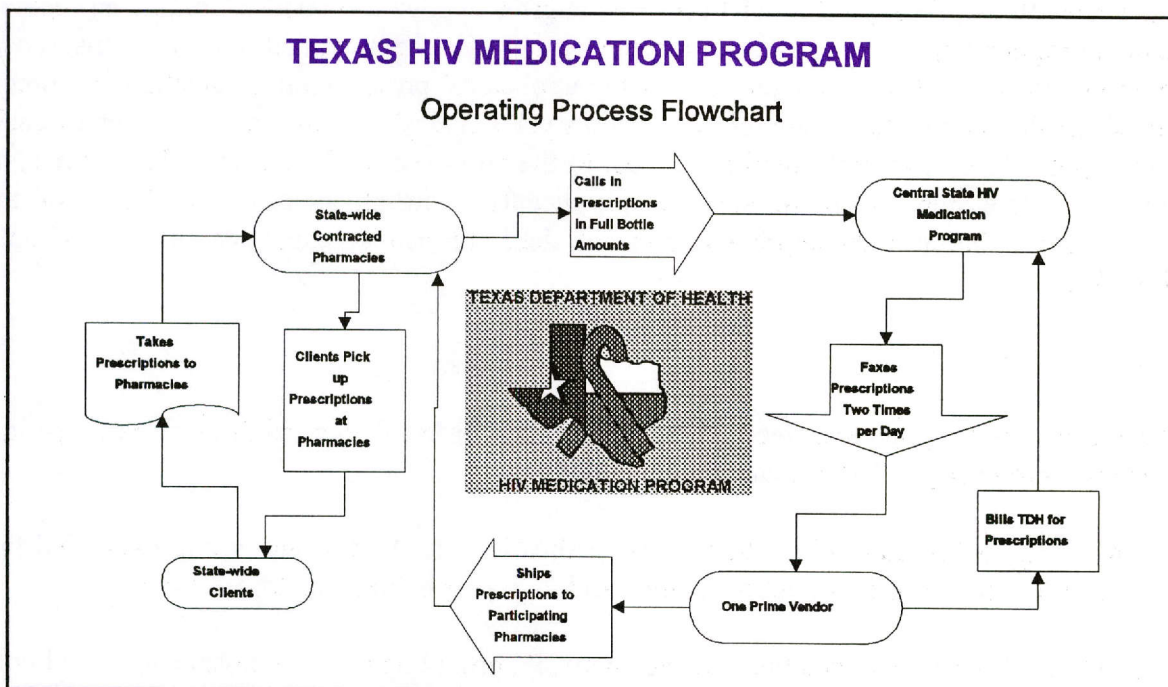 TEXAS HIV MEDICATION PROGRAM
Operating Process Flowchart
State-wide
Contracted
Pharmacies
Calls in
Prescriptions
in Full Bottle
Amounts
Central State HIV
Medication
Program
Takes
Prescriptions to
Pharmacies
Clients Pick
up
Prescriptions
at
Pharmacies
TEXAS DEPARTMENT OF HEALTH
HIV MEDICATION PROGRAM
Faxes
Prescriptions
Two Times
per Day
Bills TDH for
Prescriptions
State-wide
Clients
Ships
Prescriptions to
Participating
Pharmacies
One Prime Vendor